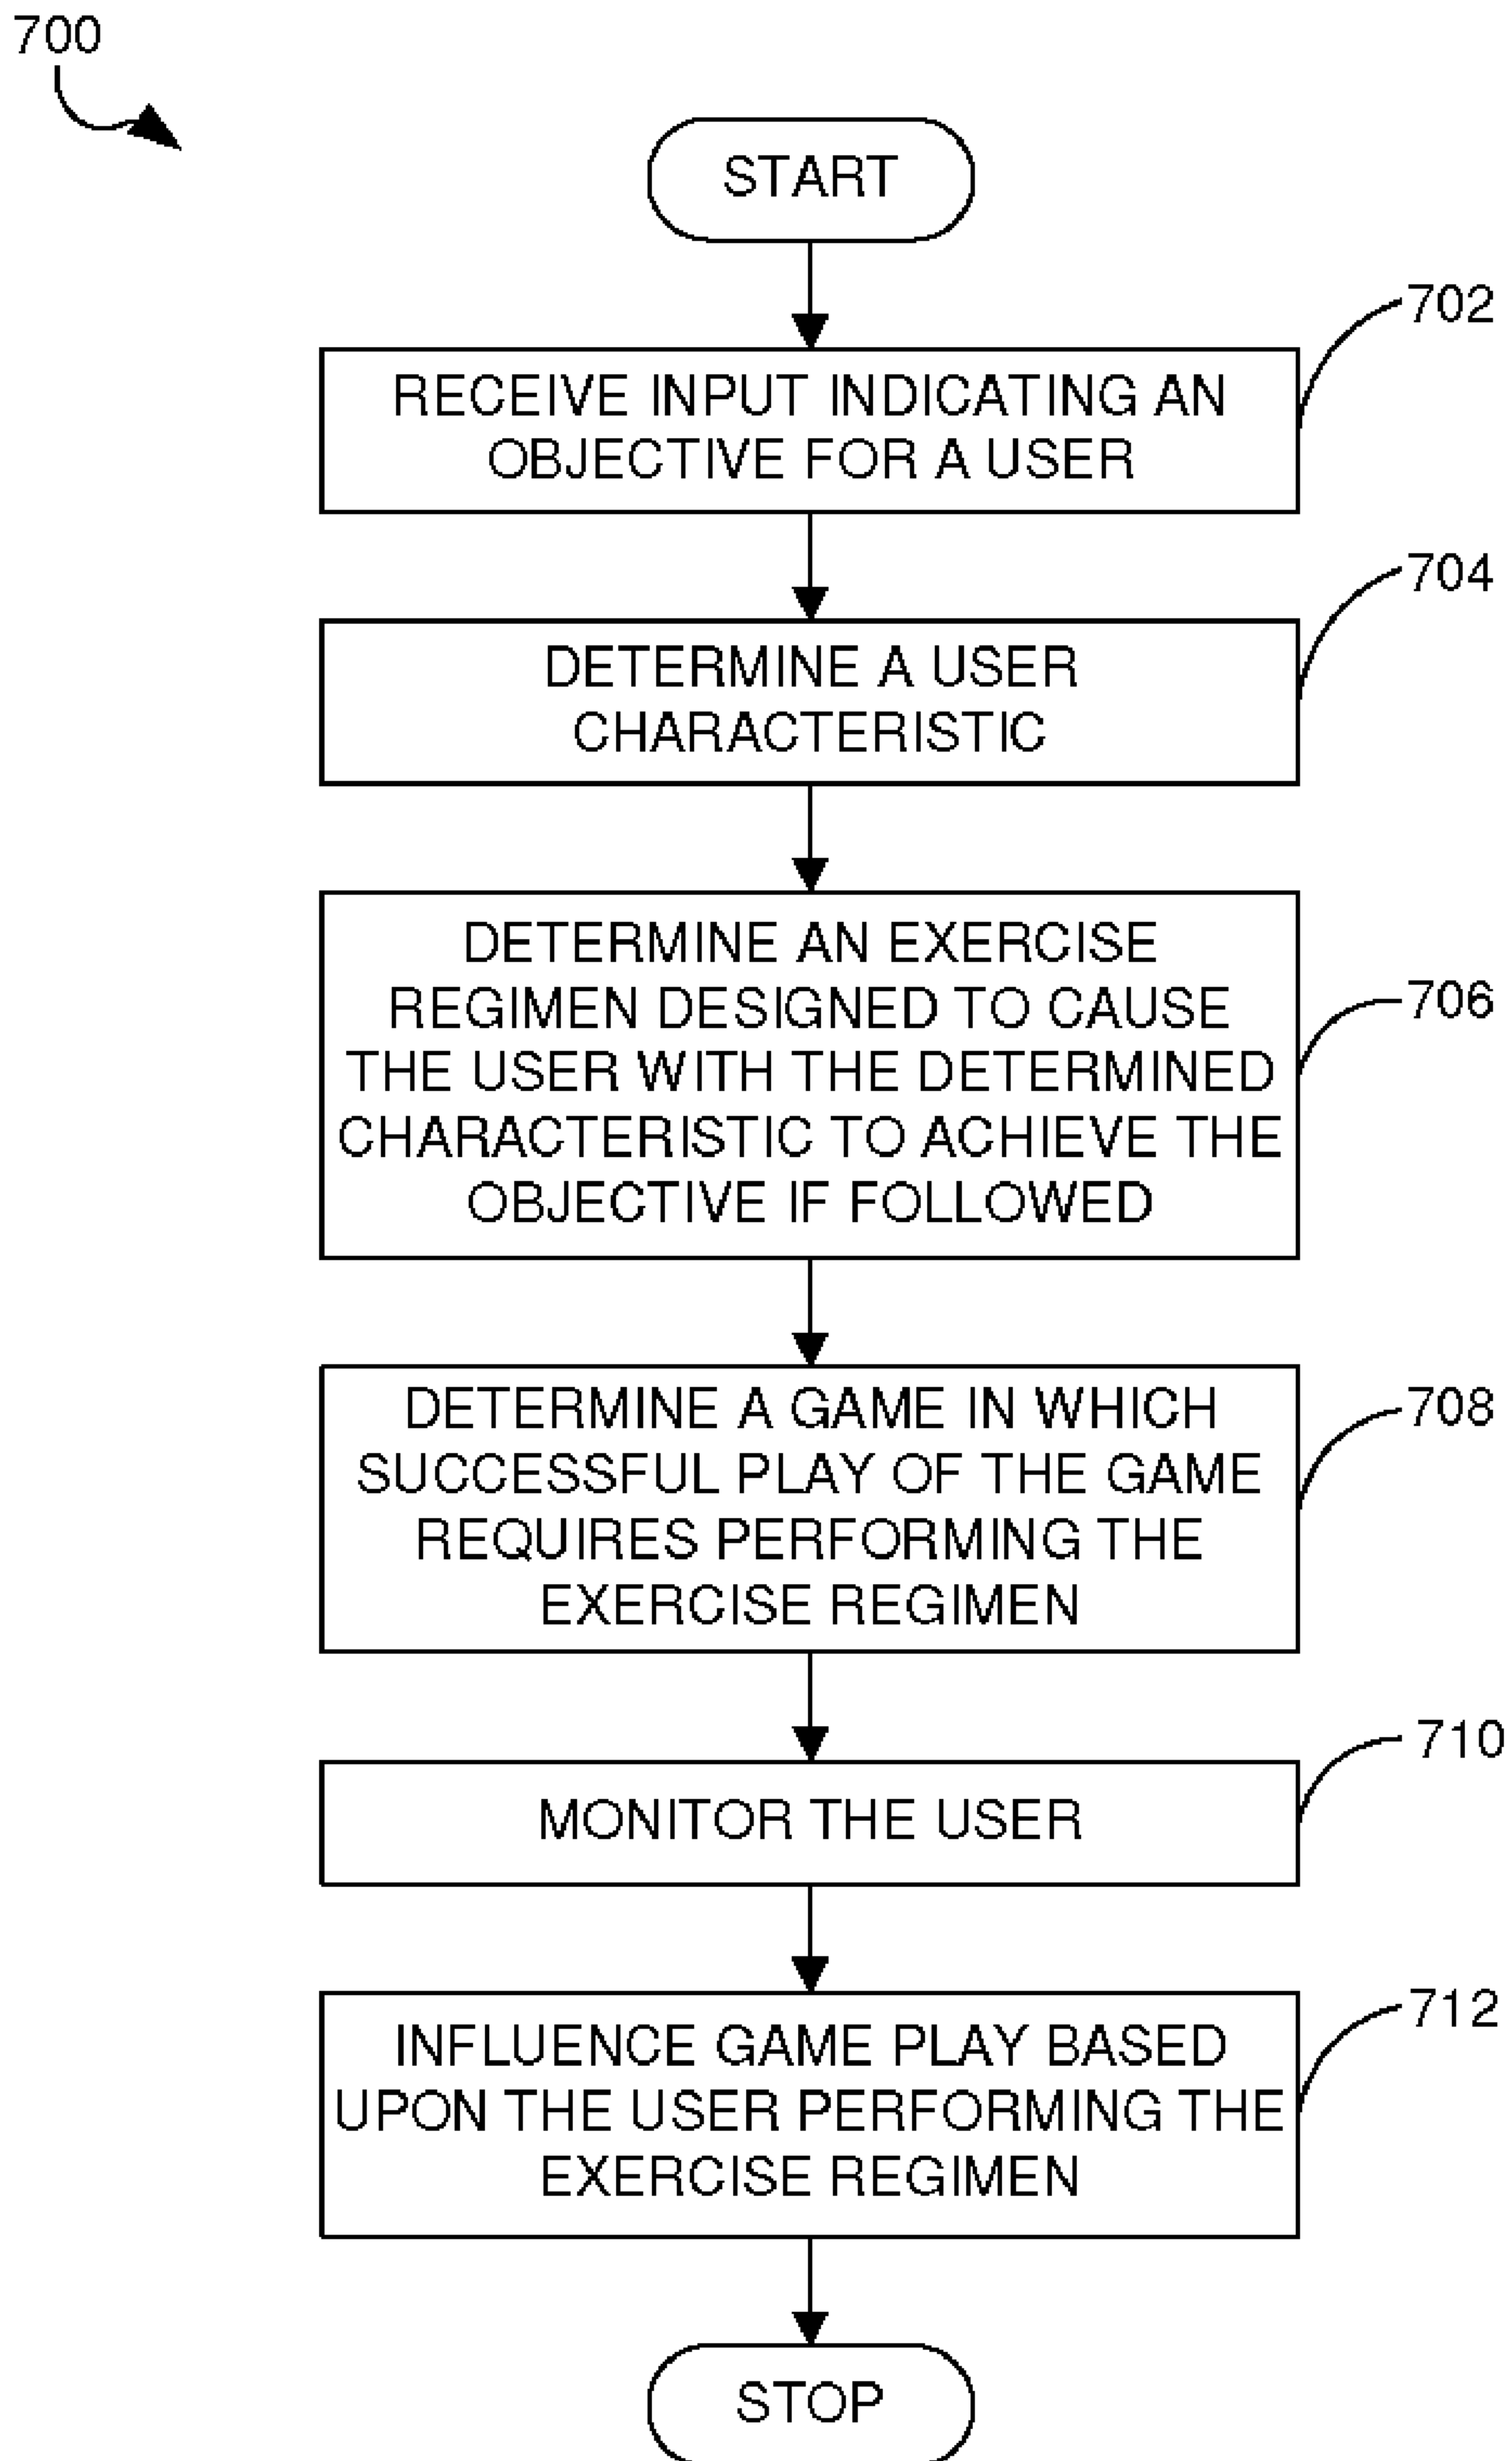 700
START
702
RECEIVE INPUT INDICATING AN
OBJECTIVE FOR A USER
704
DETERMINE A USER
CHARACTERISTIC
DETERMINE AN EXERCISE
REGIMEN DESIGNED TO CAUSE
706
THE USER WITH THE DETERMINED
CHARACTERISTIC TO ACHIEVE THE
OBJECTIVE IF FOLLOWED
DETERMINE A GAME IN WHICH
708
SUCCESSFUL PLAY OF THE GAME
REQUIRES PERFORMING THE
EXERCISE REGIMEN
710
MONITOR THE USER
712
INFLUENCE GAME PLAY BASED
UPON THE USER PERFORMING THE
EXERCISE REGIMEN
STOP